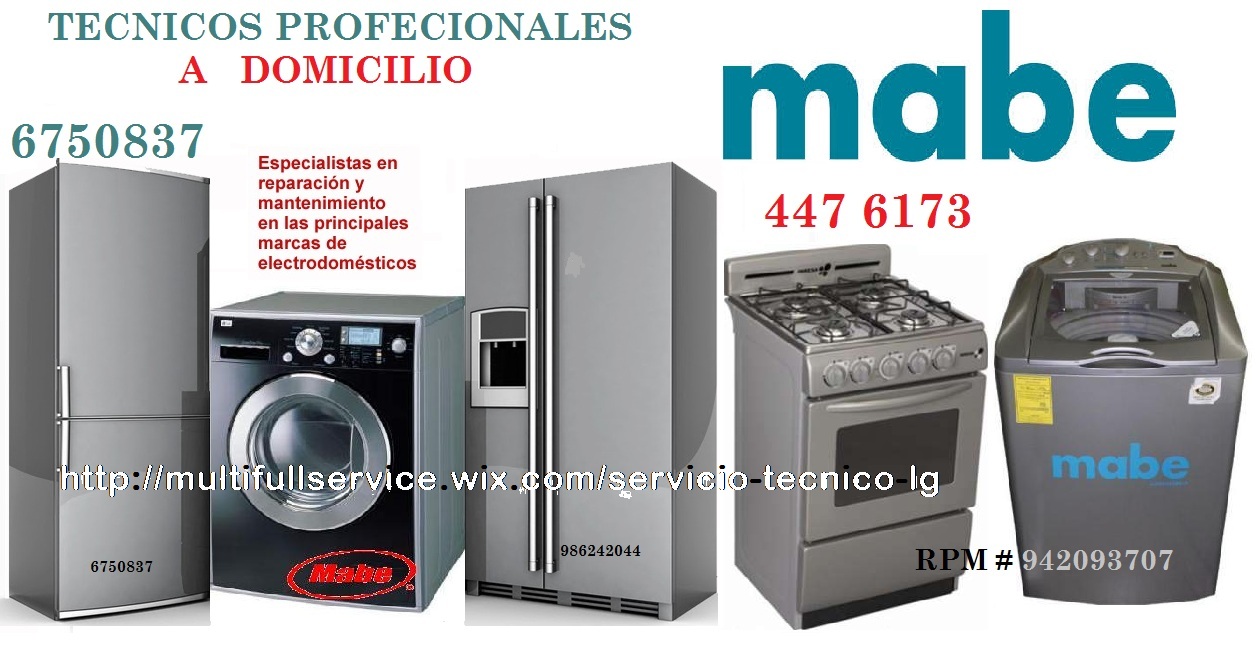 TECNICOS PROFECIONALES
A DOMICILIO
mabe
6750837
Especialistas en
reparación y
mantenimiento
en las principales
marcas de
electrodomésticos
447 6173
mabe
http://multifullservice.wix.com/servicio-tecnico-lg
986242044
RPM # 942093707
6750837
Mabe